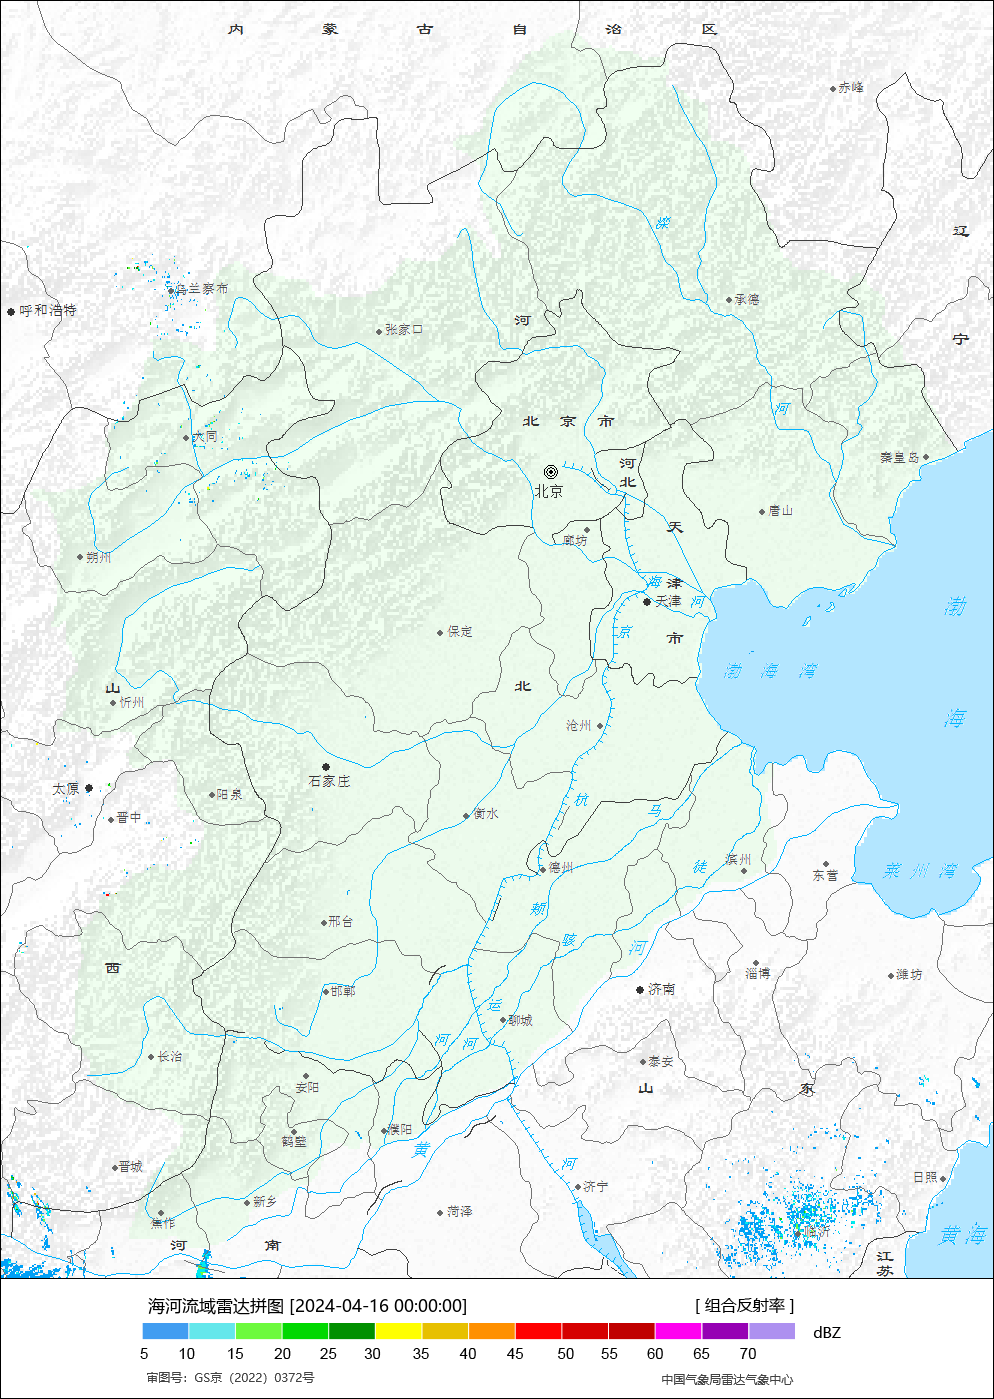 内 蒙 古 自 治 区
赤峰
滦
辽
乌兰察布
呼和浩特
承德
河
张家口
宁
河
北 京 市
大同
河
北
秦皇岛
北京
唐山
天
廊坊
朔州
海
津
天津
河
渤
保定
京
市
渤 海 湾
山
北
忻州
海
沧州
石家庄
太原
阳泉
杭
马
晋中
衡水
滨州
德州
徒
东营
莱 州 湾
颊
邢台
骇
河
西
淄博
潍坊
邯郸
济南
运
聊城
河 河
长治
泰安
安阳
山 东
濮阳
鹤壁
黄
河
晋城
日照
济宁
新乡
菏泽
焦作
临沂
黄 海
河 南
江
苏
海河流域雷达拼图 [2024-04-16 00:00:00]
[ 组合反射率 ]
dBZ
5 10 15 20 25 30 35 40 45 50 55 60 65 70
审图号：GS京（2022）0372号
中国气象局雷达气象中心